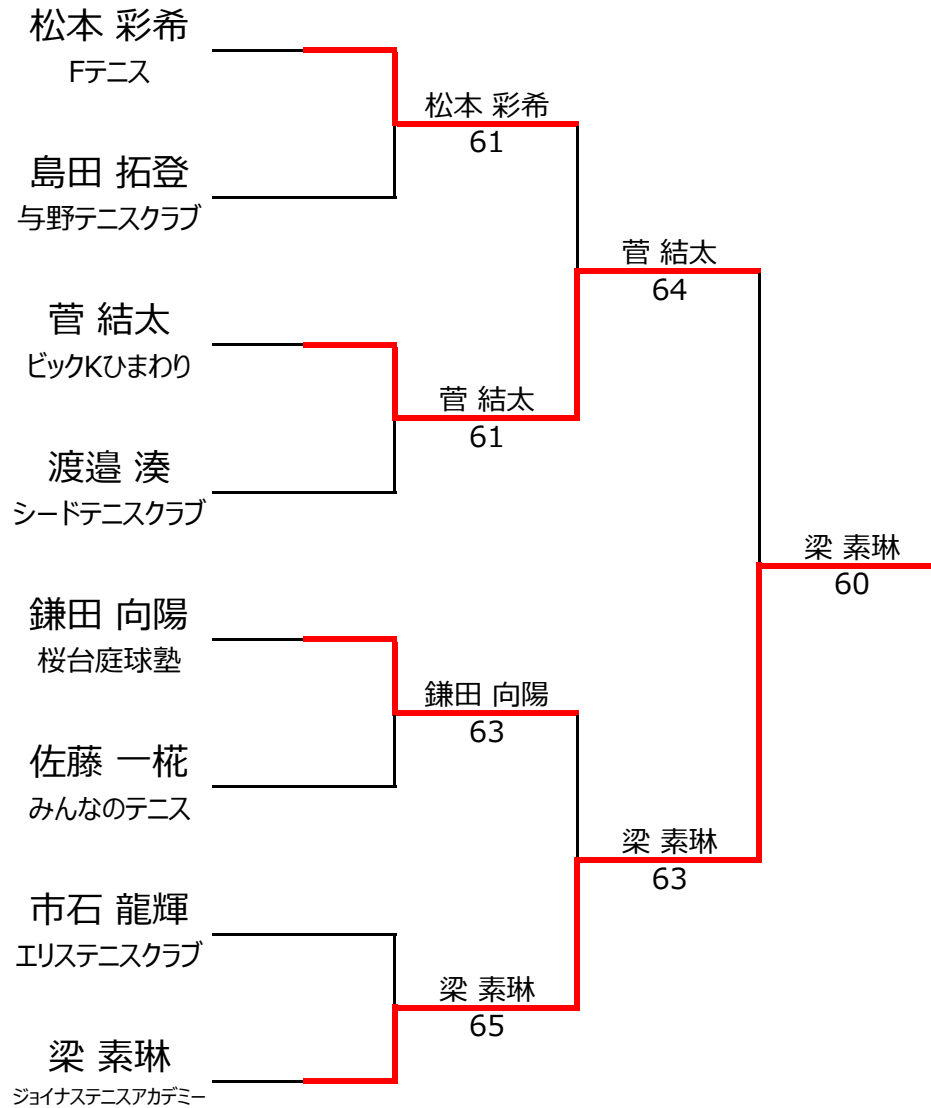 松本 彩希
Fテニス
島田 拓登
与野テニスクラブ
菅 結太
ビックKひまわり
渡邉 湊
シードテニスクラブ
鎌田 向陽
桜台庭球塾
佐藤 一椛
みんなのテニス
市石 龍輝
エリステニスクラブ
梁 素琳
ジョイナステニスアカデミー
松本 彩希
61
菅 結太
61
鎌田 向陽
63
梁 素琳
65
菅 結太
64
梁 素琳
63
梁 素琳
60